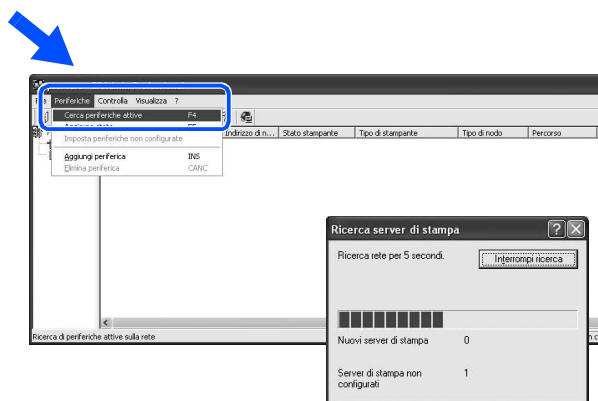 Periferiche Controlla Visualizza ?
Cerca periferiche attive F4
Imposta periferiche non configurate
Aggiungi periferica INS
Elimina periferica CANC
Indirizzo di n... Stato stampante Tipo di stampante Tipo di nodo Percorso
Ricerca server di stampa
Ricerca rete per 5 secondi.
Interrompi ricerca
Nuovi server di stampa 0
Server di stampa non configurati 1
Ricerca di periferiche attive sulla rete